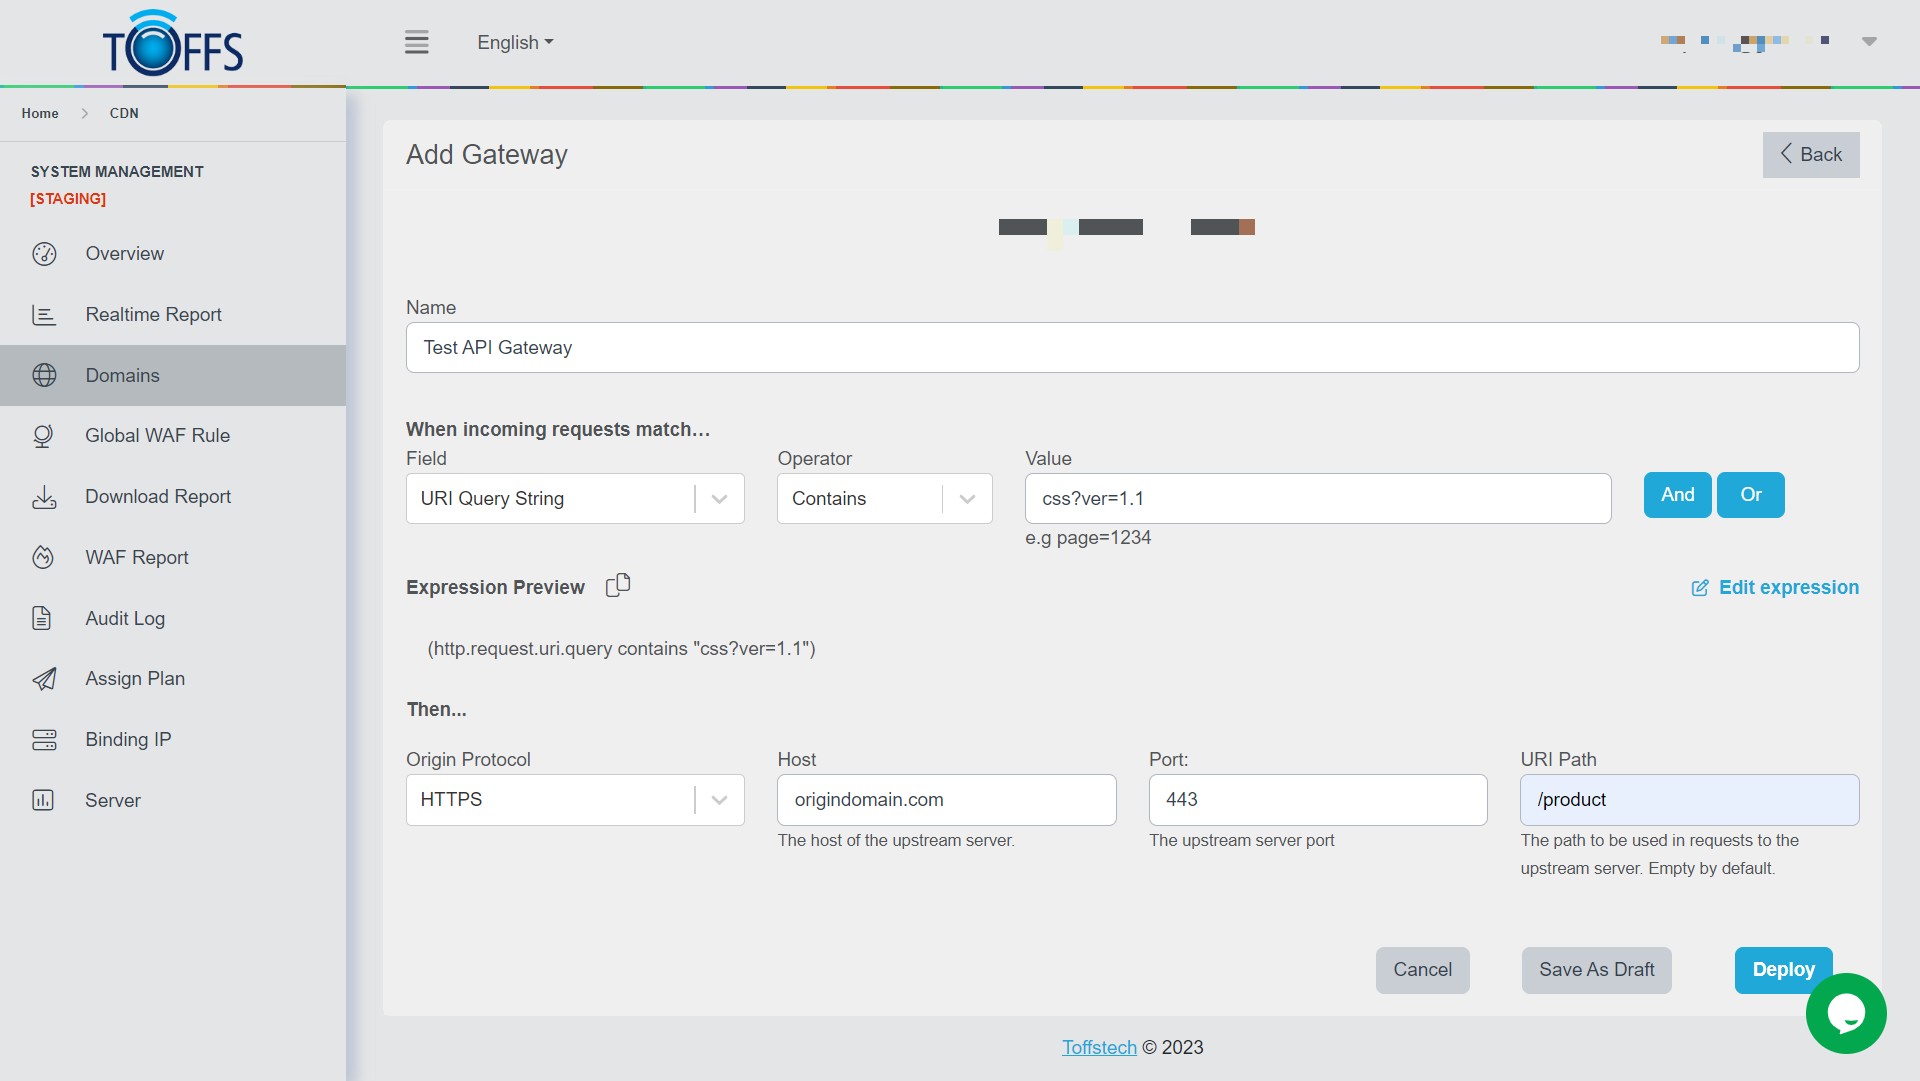 TOFFS
English
Home > CDN
SYSTEM MANAGEMENT
[STAGING]
Overview
Realtime Report
Domains
Global WAF Rule
Download Report
WAF Report
Audit Log
Assign Plan
Binding IP
Server
Add Gateway
Back
Name
Test API Gateway
When incoming requests match...
Field Operator Value
URI Query String Contains css?ver=1.1 And Or
e.g page=1234
Expression Preview Edit expression
(http.request.uri.query contains "css?ver=1.1")
Then...
Origin Protocol Host Port: URI Path
HTTPS origindomain.com 443 /product
The host of the upstream server. The upstream server port The path to be used in requests to the
upstream server. Empty by default.
Cancel Save As Draft Deploy
Toffstech © 2023